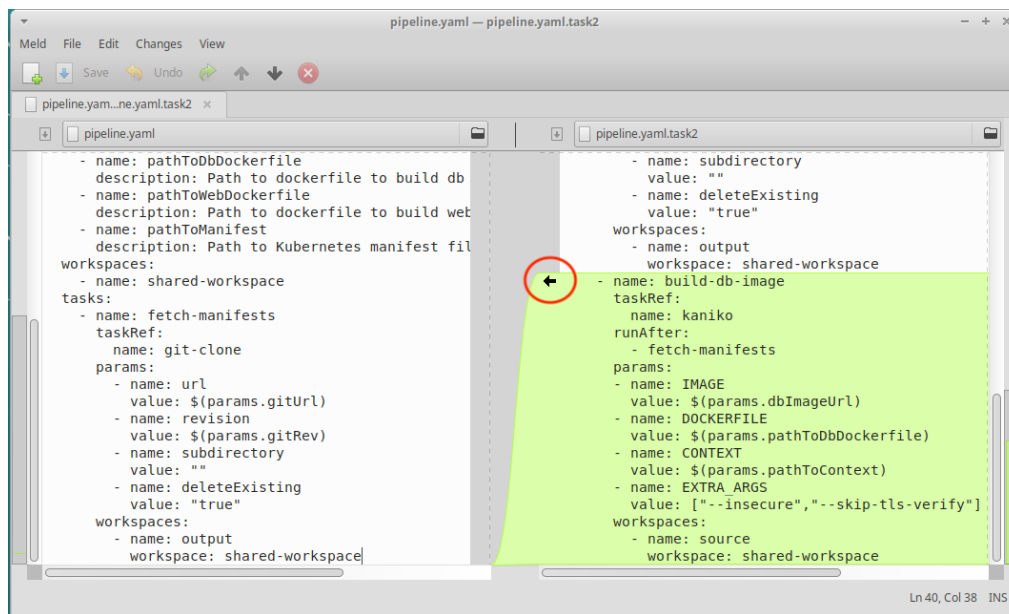 pipeline.yaml — pipeline.yaml.task2
Meld File Edit Changes View
Save Undo
pipeline.yam...ne.yaml.task2
pipeline.yaml
- name: pathToDbDockerfile
description: Path to dockerfile to build db
- name: pathToWebDockerfile
description: Path to dockerfile to build web
- name: pathToManifest
description: Path to Kubernetes manifest fil
workspaces:
- name: shared-workspace
tasks:
- name: fetch-manifests
taskRef:
name: git-clone
params:
- name: url
value: $(params.gitUrl)
- name: revision
value: $(params.gitRev)
- name: subdirectory
value: ""
- name: deleteExisting
value: "true"
workspaces:
- name: output
workspace: shared-workspace
pipeline.yaml.task2
- name: subdirectory
value: ""
- name: deleteExisting
value: "true"
workspaces:
- name: output
workspace: shared-workspace
- name: build-db-image
taskRef:
name: kaniko
runAfter:
- fetch-manifests
params:
- name: IMAGE
value: $(params.dbImageUrl)
- name: DOCKERFILE
value: $(params.pathToDbDockerfile)
- name: CONTEXT
value: $(params.pathToContext)
- name: EXTRA_ARGS
value: ["--insecure","--skip-tls-verify"]
workspaces:
- name: source
workspace: shared-workspace
Ln 40, Col 38 INS